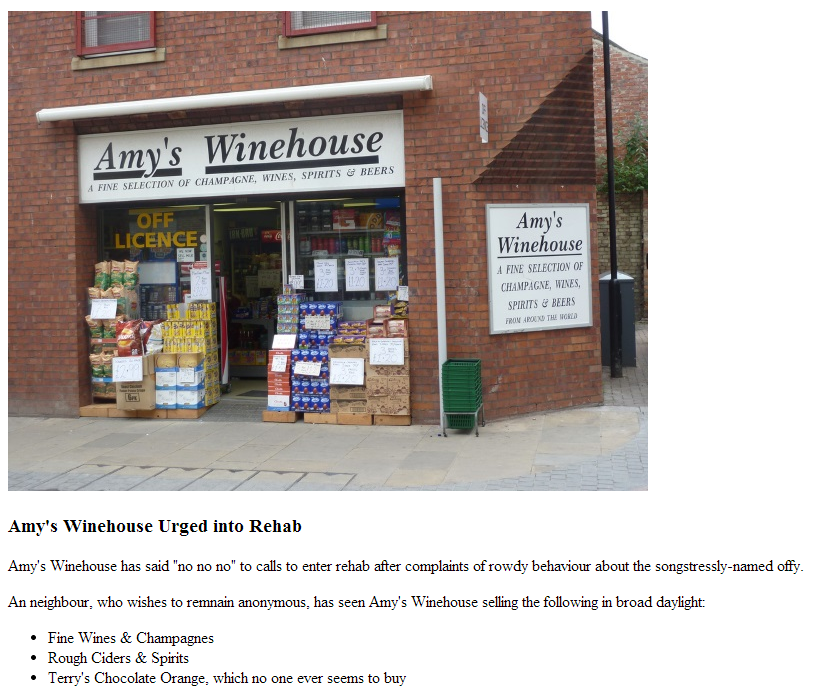 Amy's Winehouse
A FINE SELECTION OF CHAMPAGNE, WINES, SPIRITS & BEERS
OFF
LICENCE
Amy's
Winehouse
A FINE SELECTION OF
CHAMPAGNE, WINES,
SPIRITS & BEERS
FROM AROUND THE WORLD
Amy's Winehouse Urged into Rehab
Amy's Winehouse has said "no no no" to calls to enter rehab after complaints of rowdy behaviour about the songstressly-named offy.
An neighbour, who wishes to remnain anonymous, has seen Amy's Winehouse selling the following in broad daylight:
• Fine Wines & Champagnes
• Rough Ciders & Spirits
• Terry's Chocolate Orange, which no one ever seems to buy